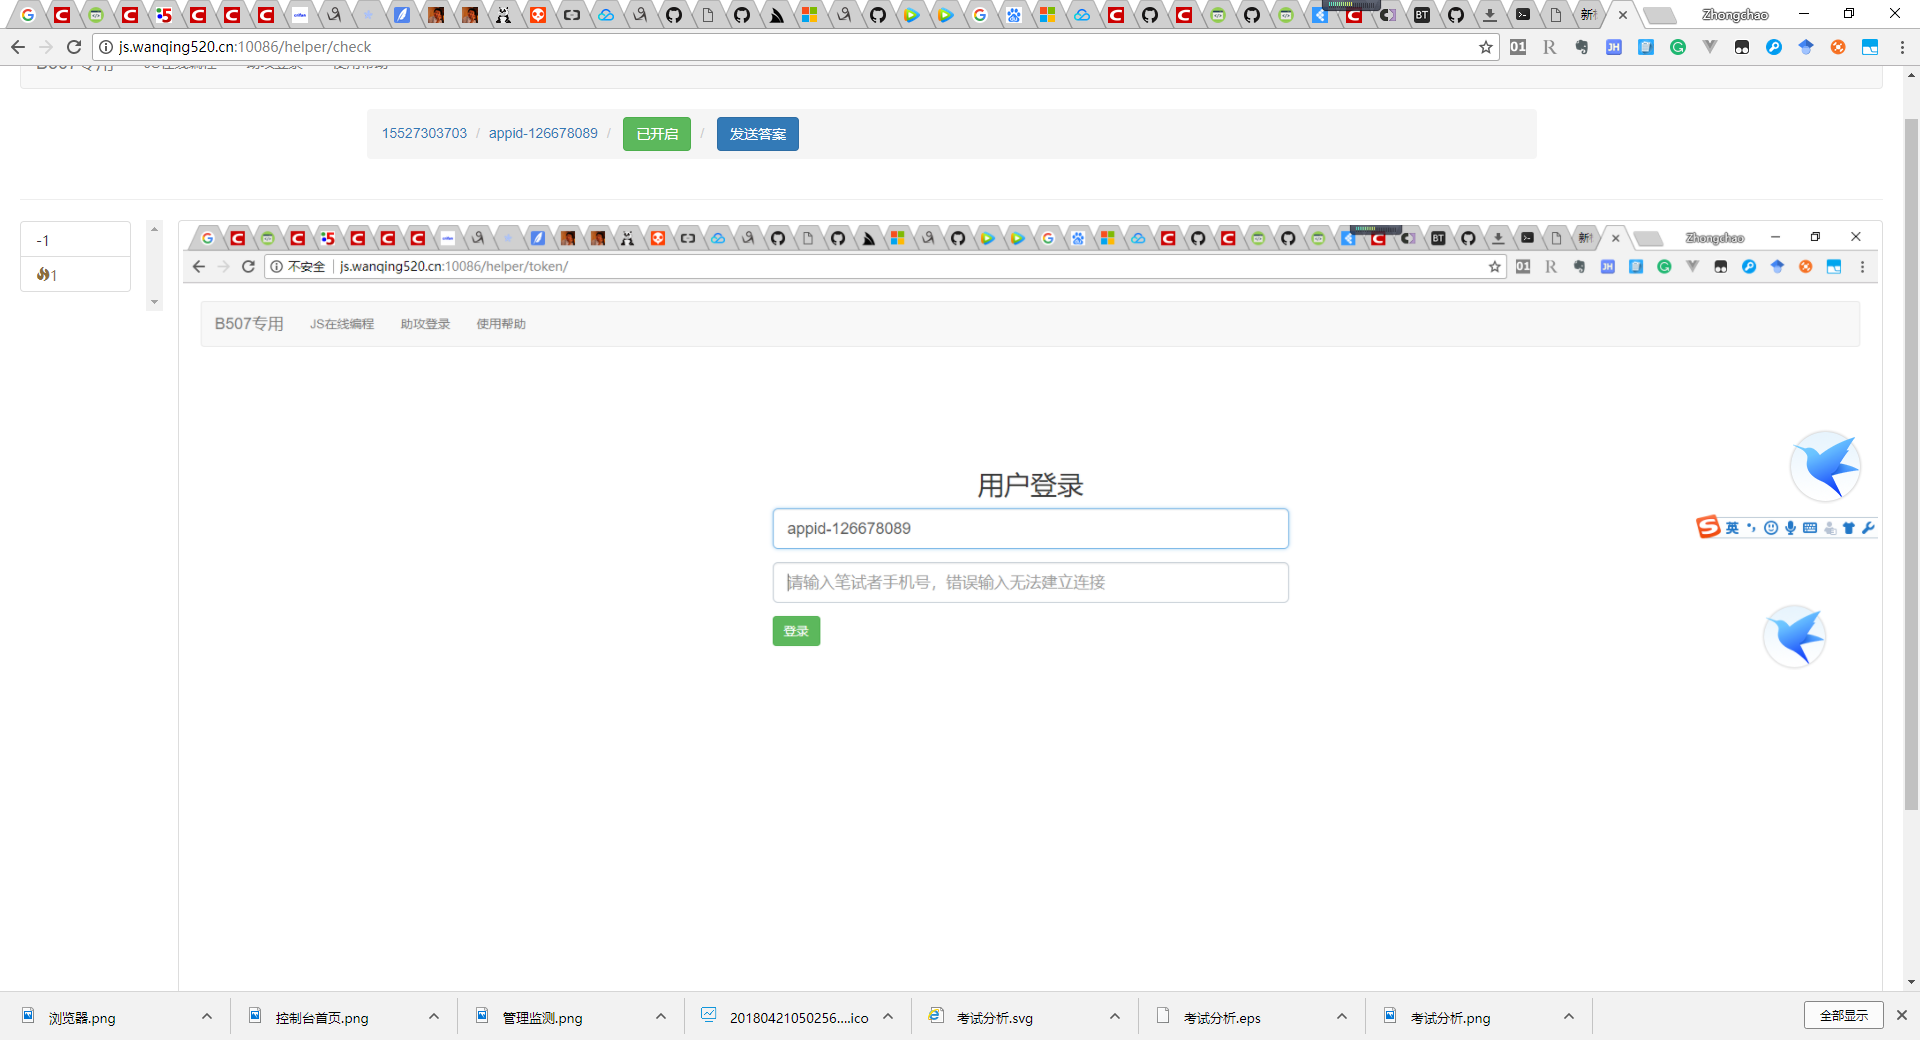 新 Zhongchao
js.wanqing520.cn:10086/helper/check
15527303703 / appid-126678089 / 已开启 / 发送答案
-1
1
新 Zhongchao
不安全 | js.wanqing520.cn:10086/helper/token/
B507专用 JS在线编程 助攻登录 使用帮助
用户登录
appid-126678089
请输入笔试者手机号，错误输入无法建立连接
登录
英
浏览器.png 控制台首页.png 管理监测.png 20180421050256....ico 考试分析.svg 考试分析.eps 考试分析.png 全部显示